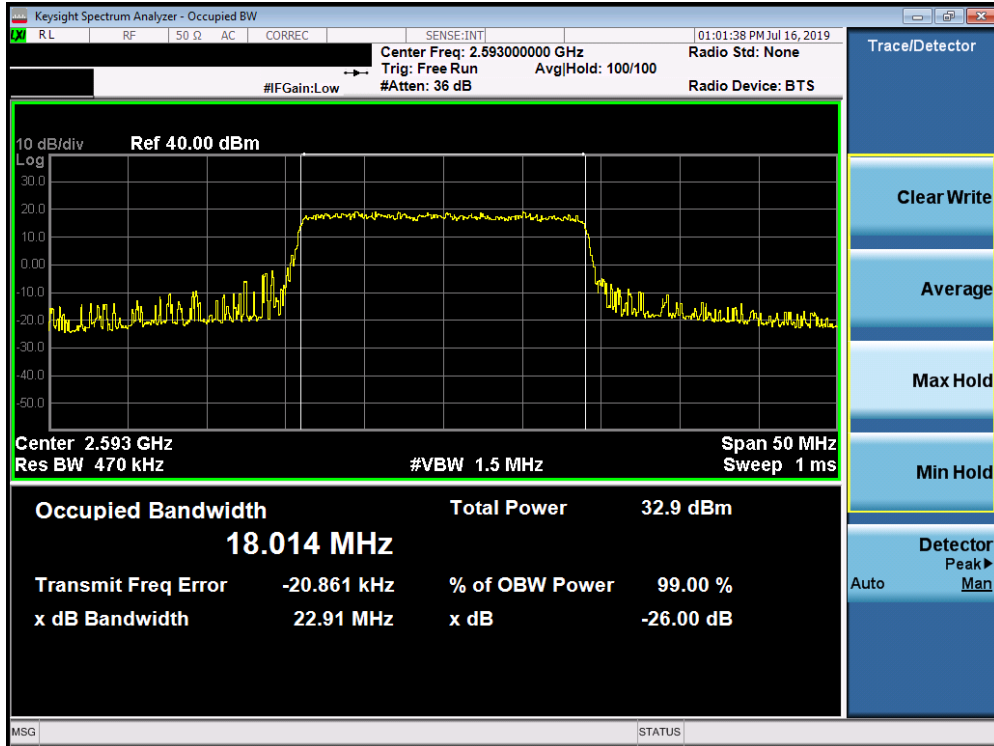 Keysight Spectrum Analyzer - Occupied BW
LXI RL RF 50 Ω AC CORREC SENSE:INT 01:01:38 PM Jul 16, 2019
Center Freq: 2.593000000 GHz Radio Std: None
Trig: Free Run Avg|Hold: 100/100
#IFGain:Low #Atten: 36 dB Radio Device: BTS
Trace/Detector
10 dB/div Ref 40.00 dBm
Log
30.0
20.0
10.0
0.00
-10.0
-20.0
-30.0
-40.0
-50.0
Center 2.593 GHz Span 50 MHz
Res BW 470 kHz #VBW 1.5 MHz Sweep 1 ms
Clear Write
Average
Max Hold
Min Hold
Detector
Peak▶
Auto Man
Occupied Bandwidth Total Power 32.9 dBm
18.014 MHz
Transmit Freq Error -20.861 kHz % of OBW Power 99.00 %
x dB Bandwidth 22.91 MHz x dB -26.00 dB
MSG STATUS